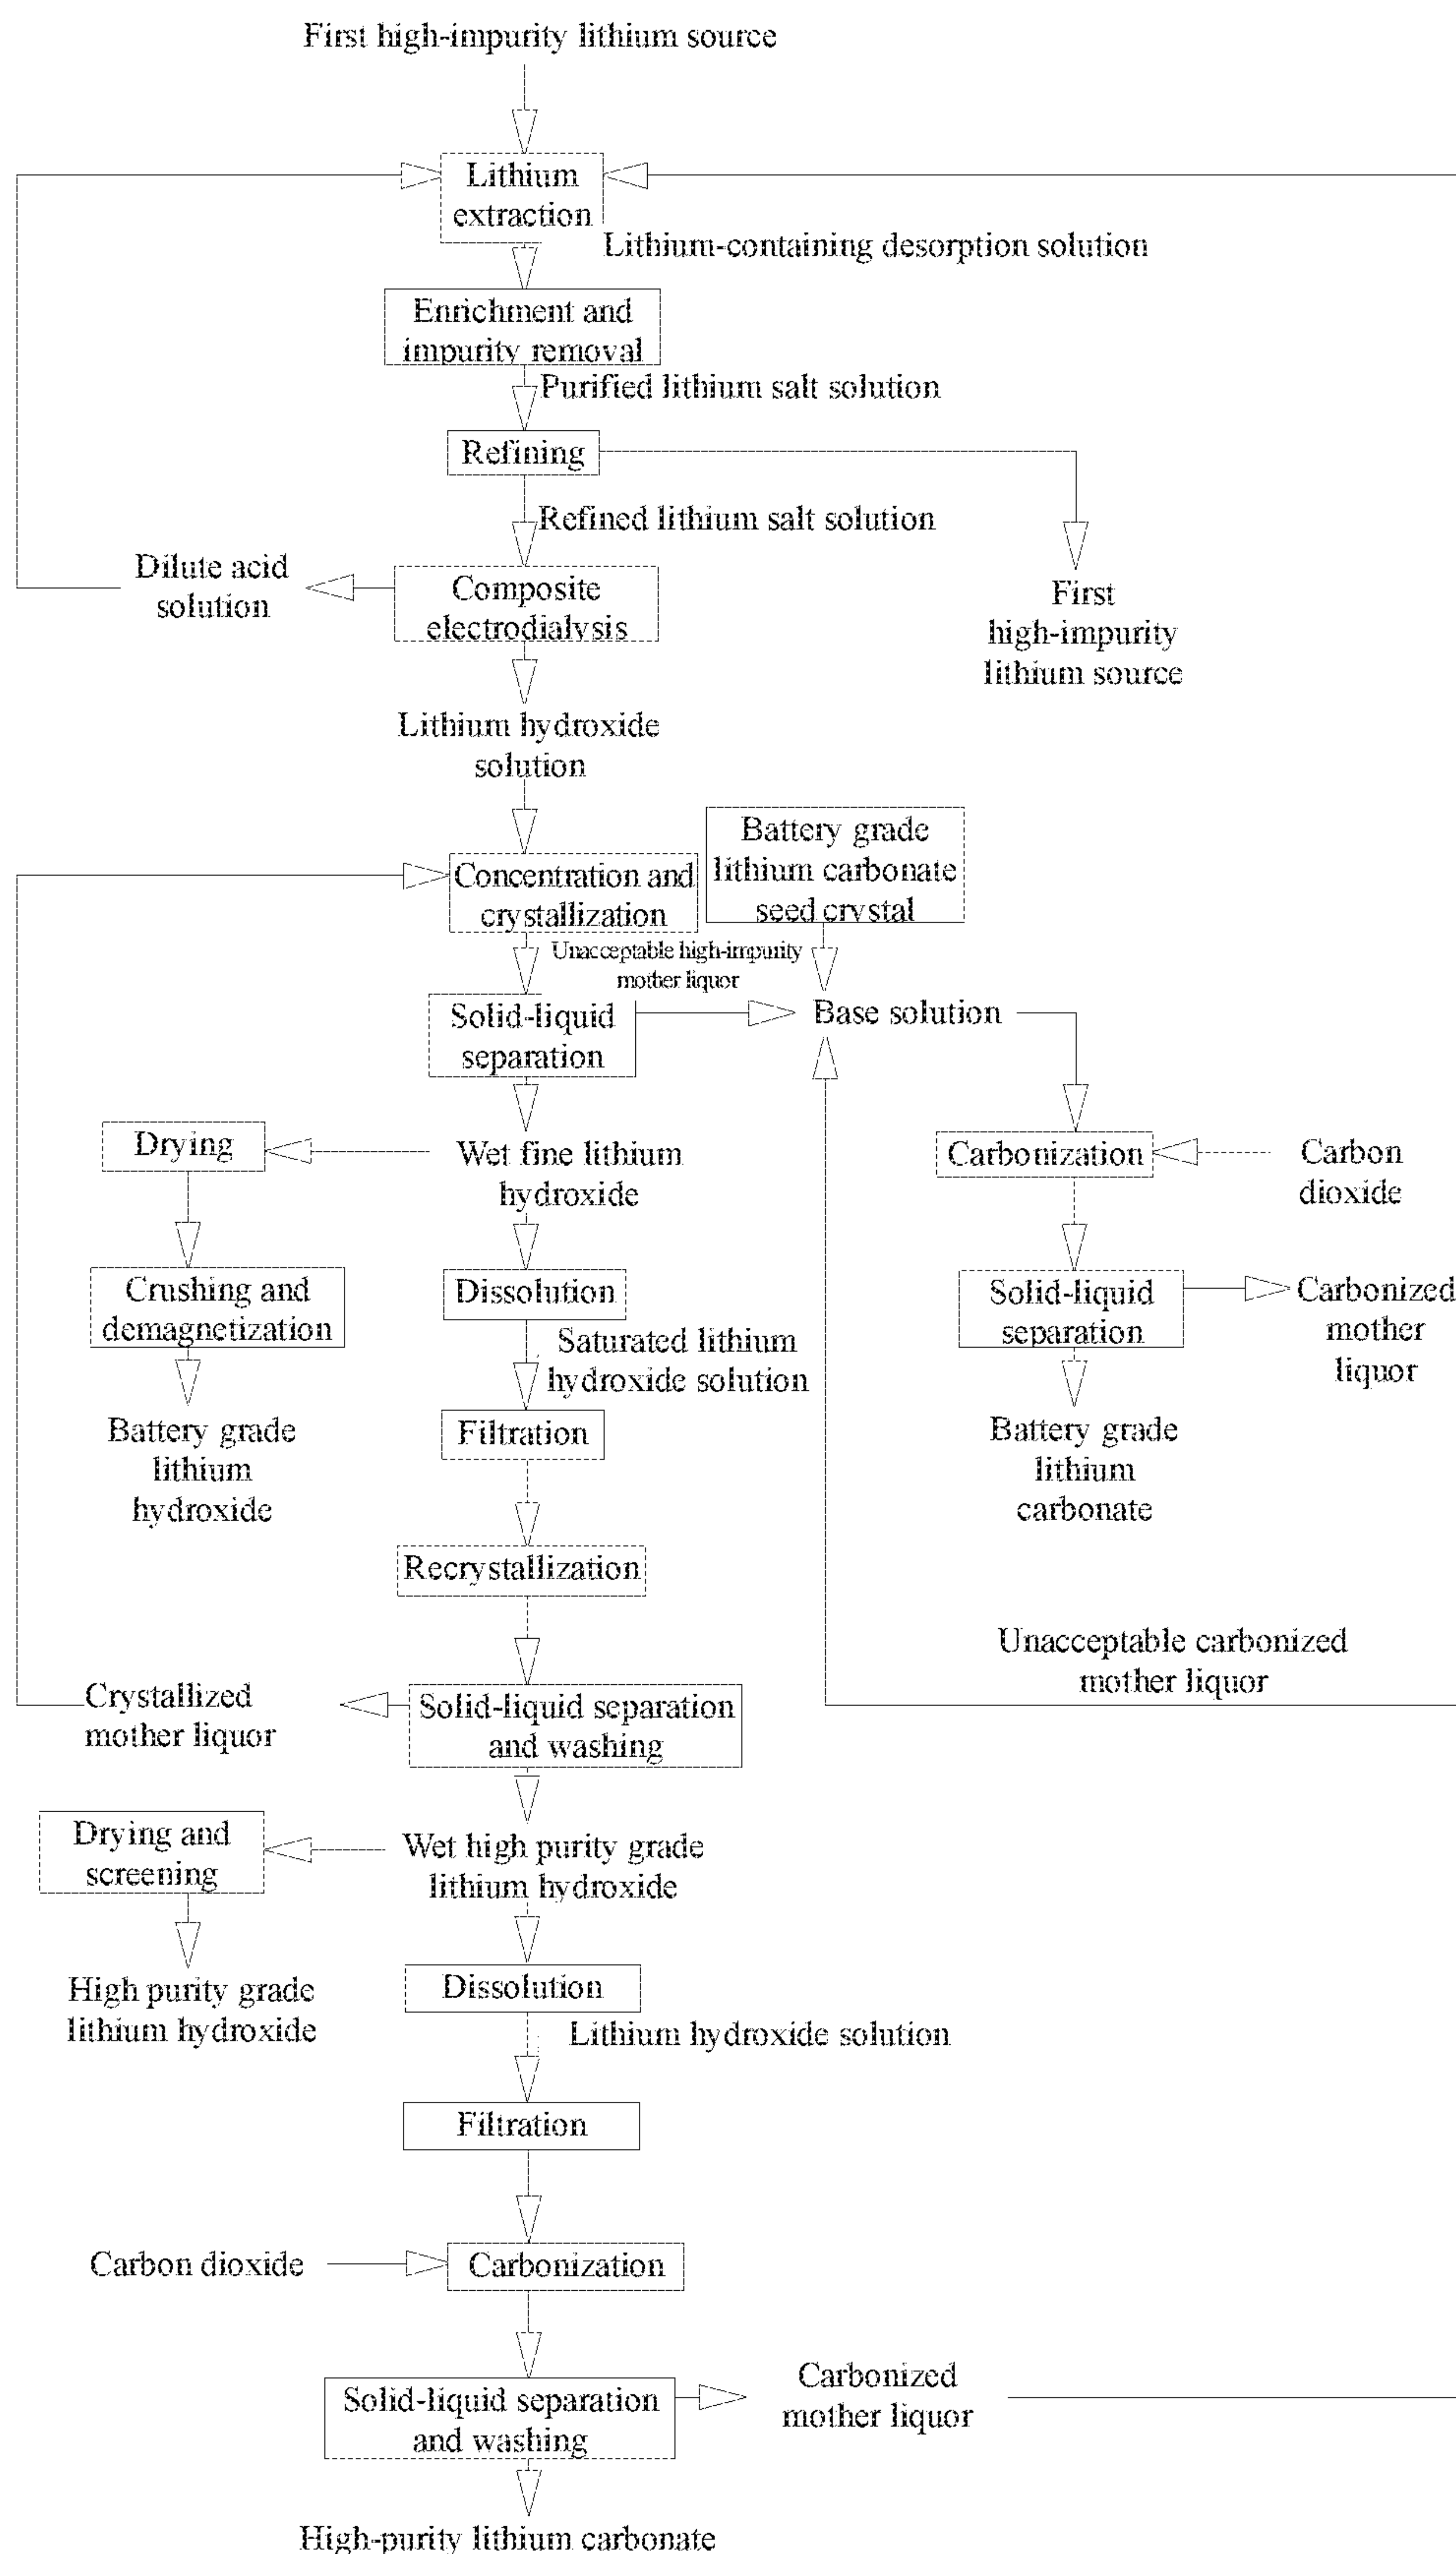 First high-impurity lithium source
Lithium
extraction
Lithium-containing desorption solution
Enrichment and
impurity removal
Purified lithium salt solution
Refining
Refined lithium salt solution
Dilute acid
solution
Composite
electrodialysis
First
high-impurity
lithium source
Lithium hydroxide
solution
Battery grade
lithium carbonate
seed crystal
Concentration and
crystallization
Unacceptable high-impurity
mother liquor
Solid-liquid
separation
Base solution
Drying
Wet fine lithium
hydroxide
Carbonization
Carbon
dioxide
Crushing and
demagnetization
Dissolution
Solid-liquid
separation
Carbonized
mother
liquor
Saturated lithium
hydroxide solution
Battery grade
lithium
hydroxide
Filtration
Battery grade
lithium
carbonate
Recrystallization
Unacceptable carbonized
mother liquor
Crystallized
mother liquor
Solid-liquid separation
and washing
Drying and
screening
Wet high purity grade
lithium hydroxide
High purity grade
lithium hydroxide
Dissolution
Lithium hydroxide solution
Filtration
Carbon dioxide
Carbonization
Solid-liquid separation
and washing
Carbonized
mother liquor
High-purity lithium carbonate